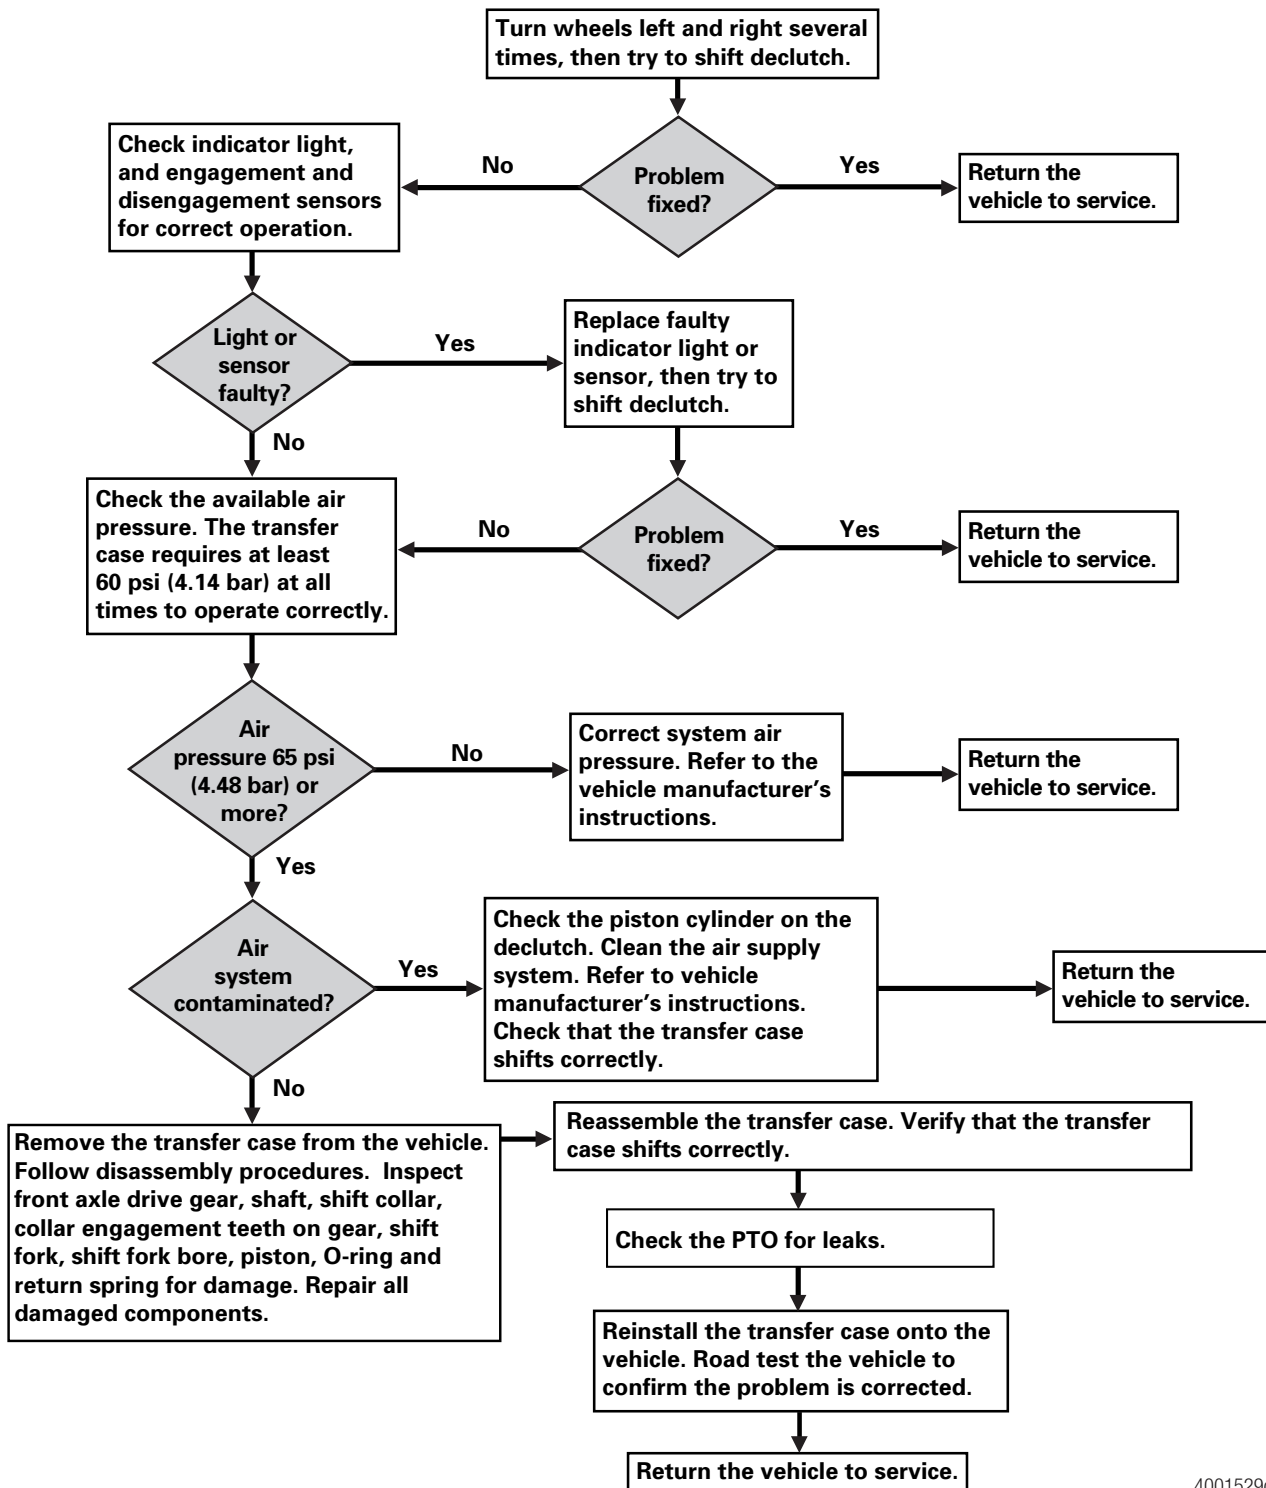 Turn wheels left and right several
times, then try to shift declutch.
Problem
fixed?
No
Yes
Return the
vehicle to service.
Check indicator light,
and engagement and
disengagement sensors
for correct operation.
Light or
sensor
faulty?
Yes
No
Replace faulty
indicator light or
sensor, then try to
shift declutch.
Problem
fixed?
No
Yes
Return the
vehicle to service.
Check the available air
pressure. The transfer
case requires at least
60 psi (4.14 bar) at all
times to operate correctly.
Air
pressure 65 psi
(4.48 bar) or
more?
No
Yes
Correct system air
pressure. Refer to the
vehicle manufacturer's
instructions.
Return the
vehicle to service.
Air
system
contaminated?
Yes
No
Check the piston cylinder on the
declutch. Clean the air supply
system. Refer to vehicle
manufacturer's instructions.
Check that the transfer case
shifts correctly.
Return the
vehicle to service.
Remove the transfer case from the vehicle.
Follow disassembly procedures. Inspect
front axle drive gear, shaft, shift collar,
collar engagement teeth on gear, shift
fork, shift fork bore, piston, O-ring and
return spring for damage. Repair all
damaged components.
Reassemble the transfer case. Verify that the transfer
case shifts correctly.
Check the PTO for leaks.
Reinstall the transfer case onto the
vehicle. Road test the vehicle to
confirm the problem is corrected.
Return the vehicle to service.